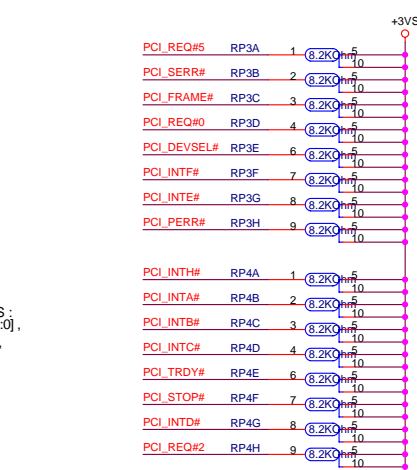 +3VS
PCI_REQ#5 RP3A 1 8.2KOhm 5
10
PCI_SERR# RP3B 2 8.2KOhm 5
10
PCI_FRAME# RP3C 3 8.2KOhm 5
10
PCI_REQ#0 RP3D 4 8.2KOhm 5
10
PCI_DEVSEL# RP3E 6 8.2KOhm 5
10
PCI_INTF# RP3F 7 8.2KOhm 5
10
PCI_INTE# RP3G 8 8.2KOhm 5
10
PCI_PERR# RP3H 9 8.2KOhm 5
10
PCI_INTH# RP4A 1 8.2KOhm 5
10
PCI_INTA# RP4B 2 8.2KOhm 5
10
S :
:0] ,
PCI_INTB# RP4C 3 8.2KOhm 5
10
,
PCI_INTC# RP4D 4 8.2KOhm 5
10
PCI_TRDY# RP4E 6 8.2KOhm 5
10
PCI_STOP# RP4F 7 8.2KOhm 5
10
PCI_INTD# RP4G 8 8.2KOhm 5
10
PCI_REQ#2 RP4H 9 8.2KOhm 5
10